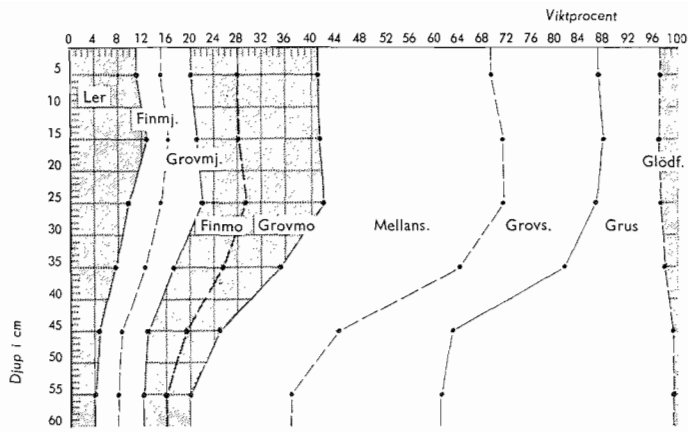 Viktprocent
0 4 8 12 16 20 24 28 32 36 40 44 48 52 56 61 64 68 72 76 80 84 88 92 96 100
5
10
15
20
25
30
35
40
45
50
55
60
Djup i cm
Ler
Finmj.
Grovmj.
Finmo
Grovmo
Mellans.
Grovs.
Grus
Glödf.